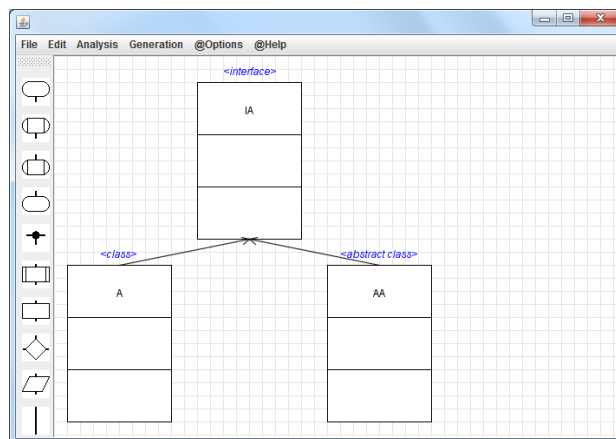 File Edit Analysis Generation @Options @Help
<interface>
IA
<class>
<abstract class>
A
AA